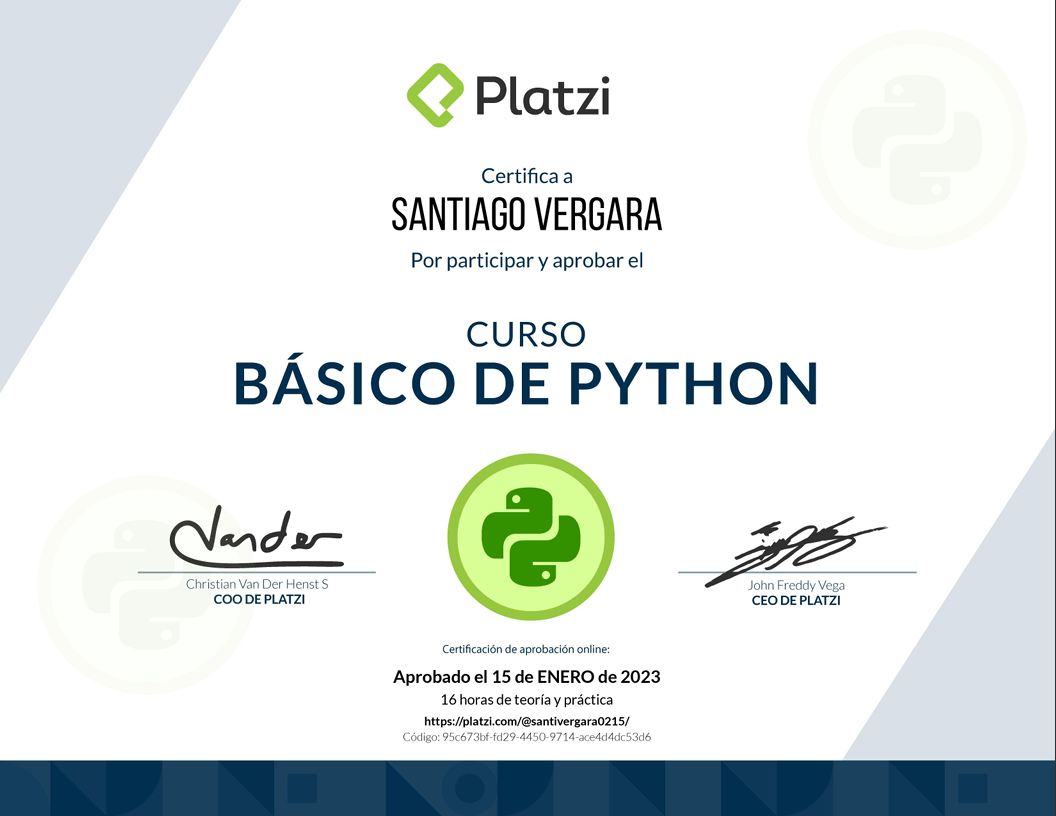 Platzi
Certifica a
SANTIAGO VERGARA
Por participar y aprobar el
CURSO
BÁSICO DE PYTHON
Vander
Christian Van Der Henst S
COO DE PLATZI
John Freddy Vega
CEO DE PLATZI
Certificación de aprobación online:
Aprobado el 15 de ENERO de 2023
16 horas de teoría y práctica
https://platzi.com/@santivergara0215/
Código: 95c673bf-fd29-4450-9714-ace4d4dc53d6